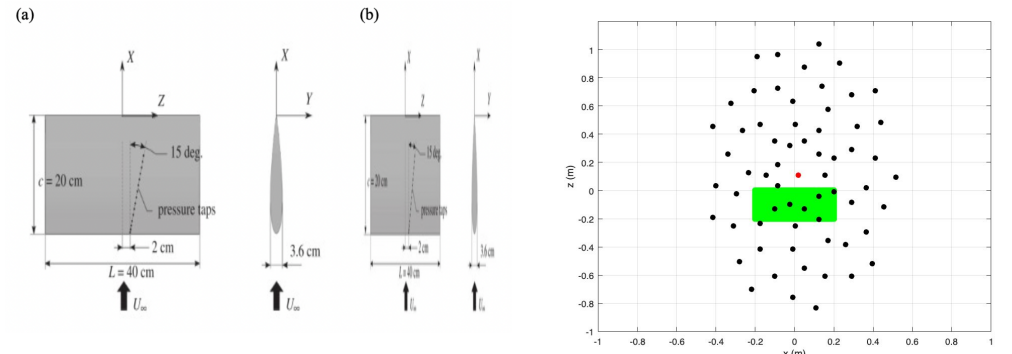 (a)
X
Z
15 deg.
c = 20 cm
pressure taps
2 cm
L = 40 cm
U∞
X
Y
3.6 cm
(b)
X
Z
15 deg.
c=20 cm
pressure taps
2 cm
L = 40 cm
U∞
X
Y
3.6 cm
U∞
1
0.8
0.6
0.4
0.2
0
-0.2
-0.4
-0.6
-0.8
-1
z (m)
-1 -0.8 -0.6 -0.4 -0.2 0 0.2 0.4 0.6 0.8 1
x (m)